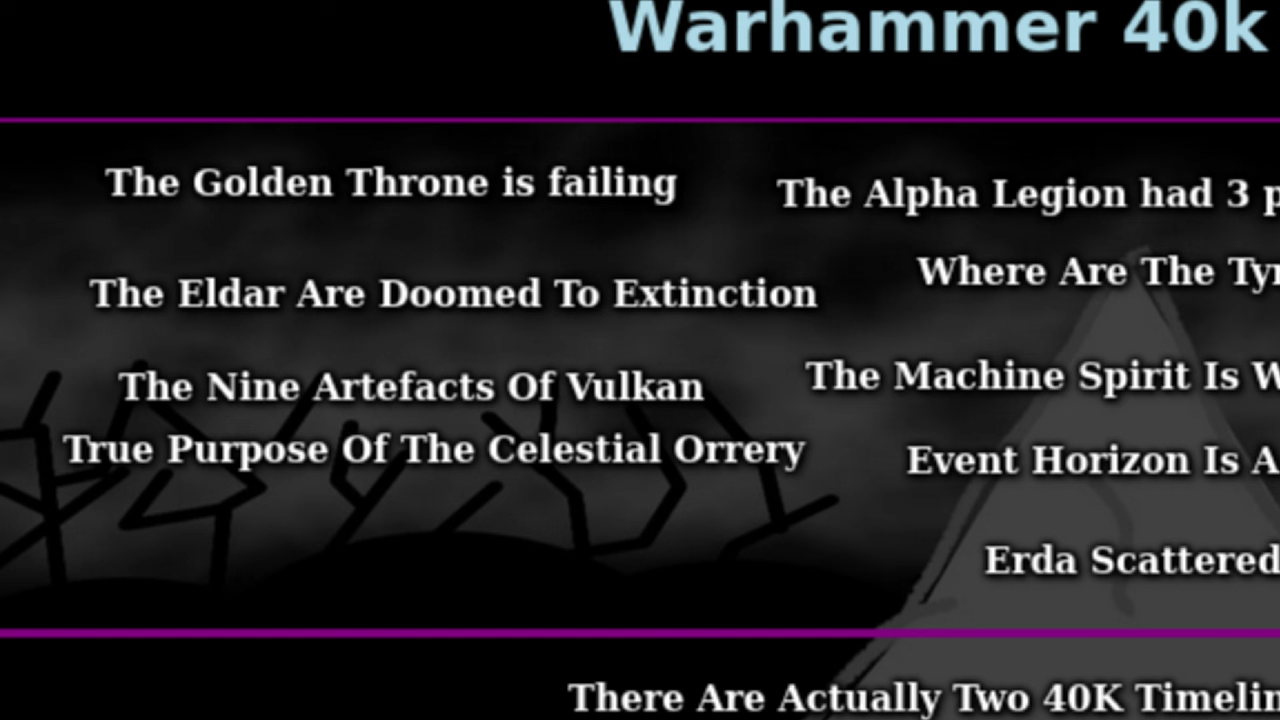 Warhammer 40k
The Golden Throne is failing
The Alpha Legion had 3
The Eldar Are Doomed To Extinction
Where Are The
The Nine Artefacts Of Vulkan
The Machine Spirit Is
True Purpose Of The Celestial Orrery
Event Horizon Is
Erda Scattered
There Are Actually Two 40K